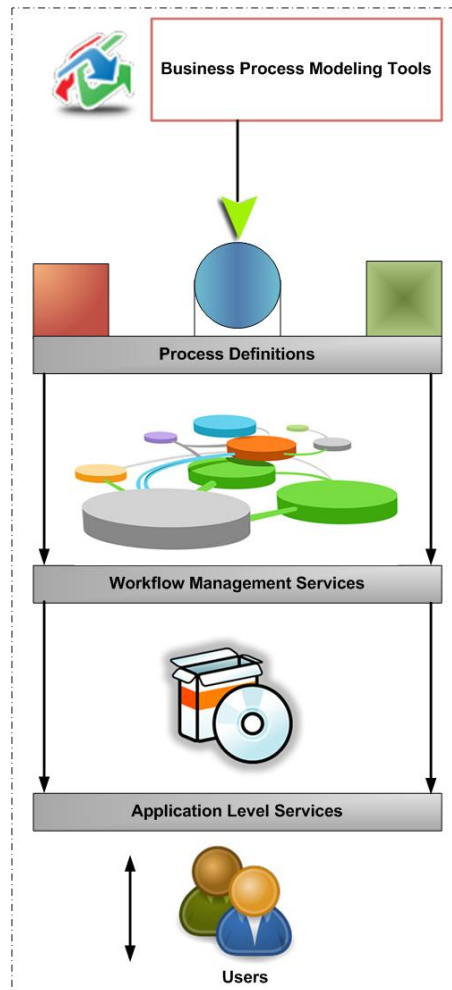 Business Process Modeling Tools
Process Definitions
Workflow Management Services
Application Level Services
Users